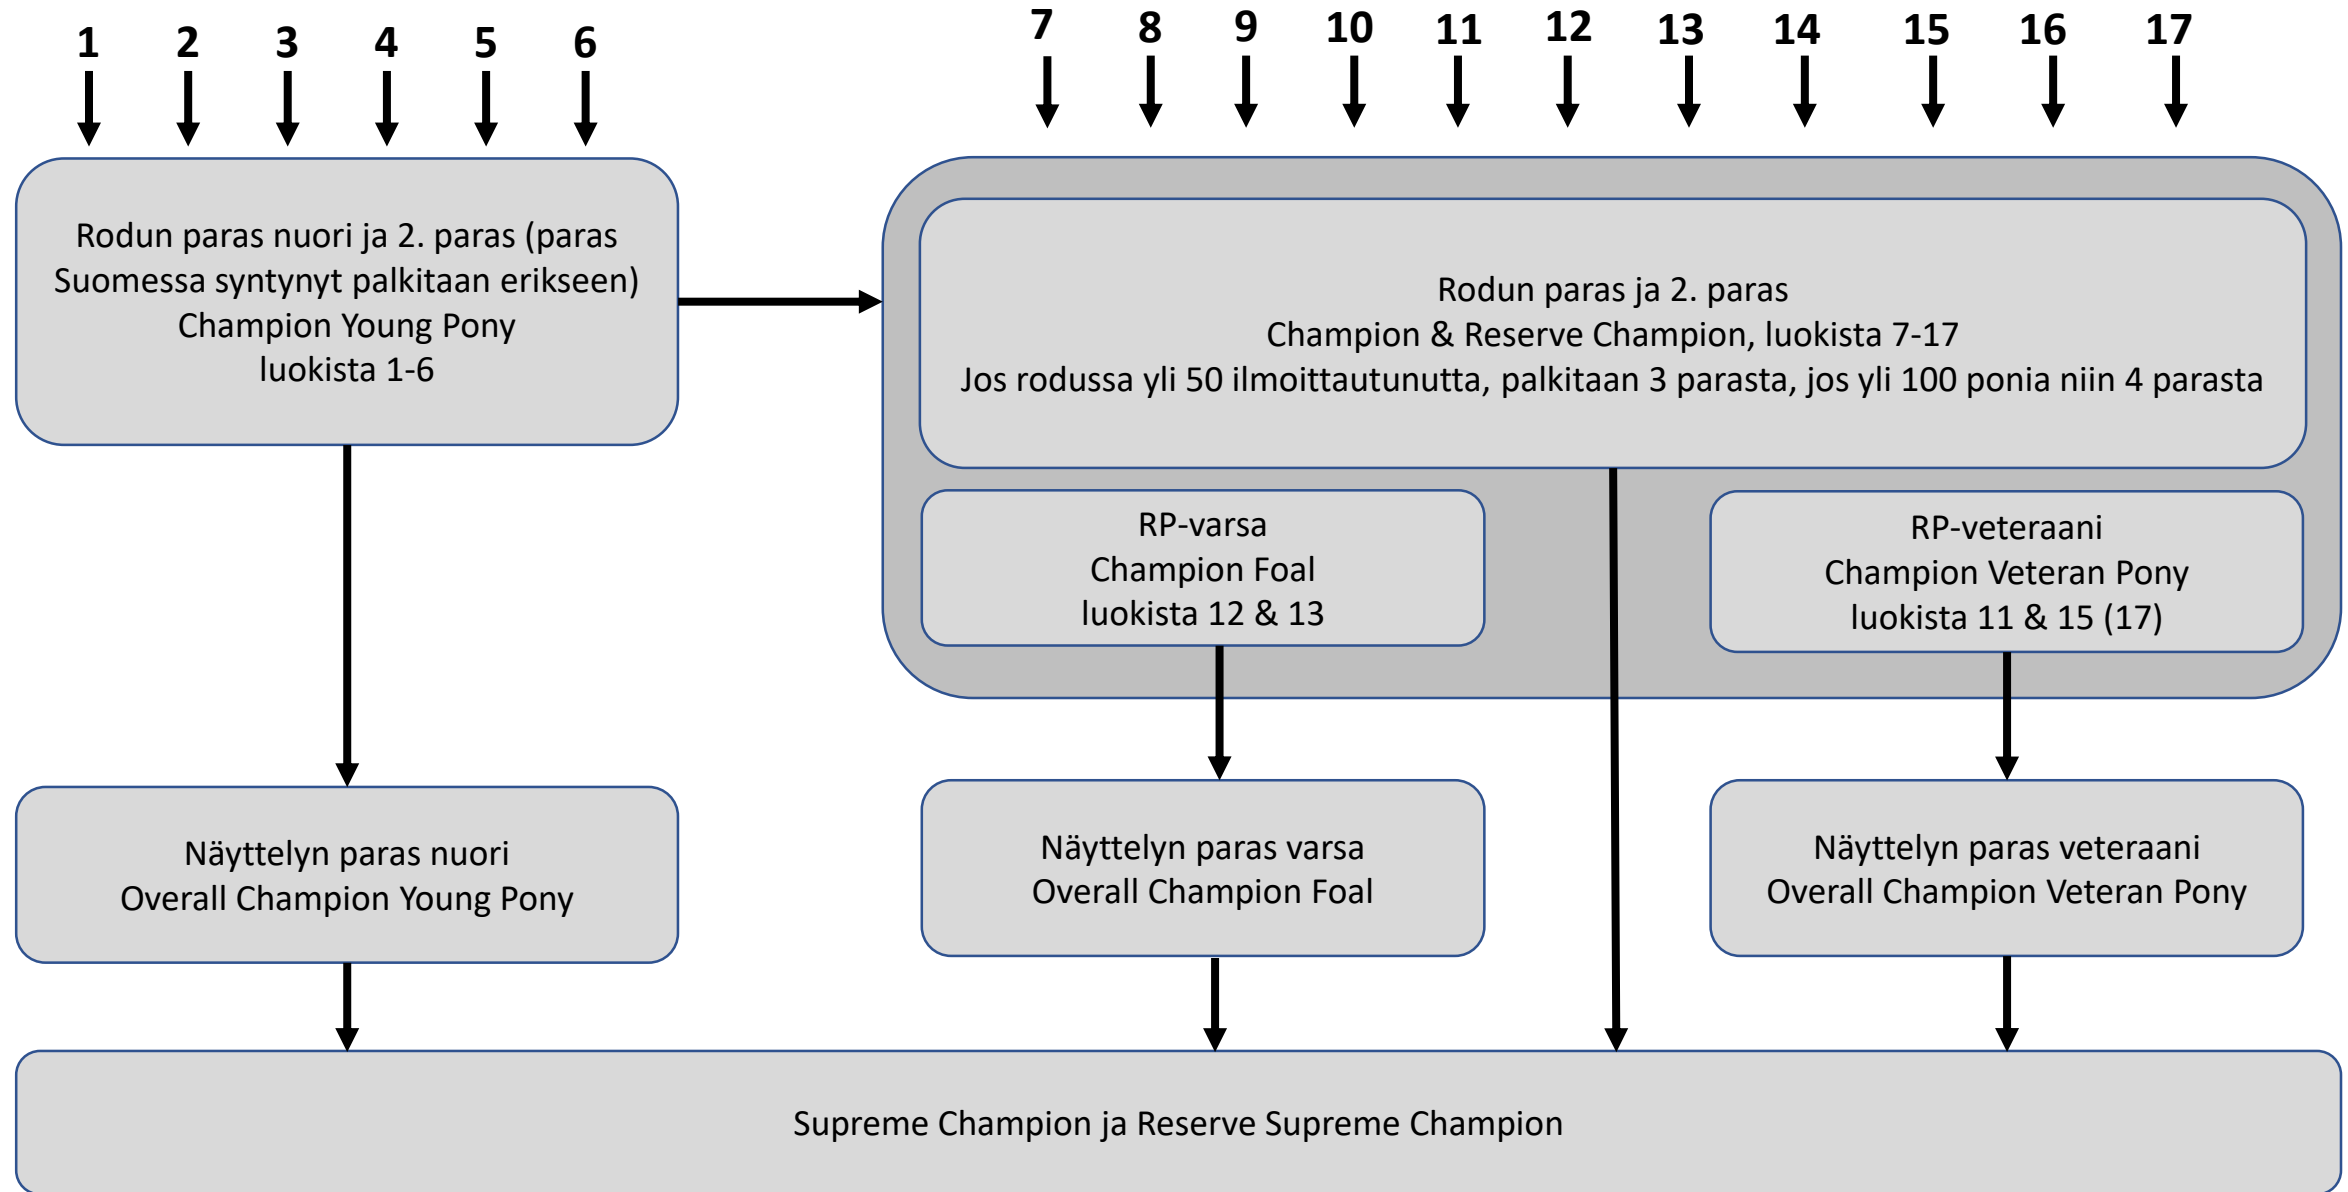 1 2 3 4 5 6
7 8 9 10 11 12 13 14 15 16 17
Rodun paras nuori ja 2. paras (paras
Suomessa syntynyt palkitaan erikseen)
Champion Young Pony
luokista 1-6
Rodun paras ja 2. paras
Champion & Reserve Champion, luokista 7-17
Jos rodussa yli 50 ilmoittautunutta, palkitaan 3 parasta, jos yli 100 ponia niin 4 parasta
RP-varsa
Champion Foal
luokista 12 & 13
RP-veteraani
Champion Veteran Pony
luokista 11 & 15 (17)
Näyttelyn paras nuori
Overall Champion Young Pony
Näyttelyn paras varsa
Overall Champion Foal
Näyttelyn paras veteraani
Overall Champion Veteran Pony
Supreme Champion ja Reserve Supreme Champion